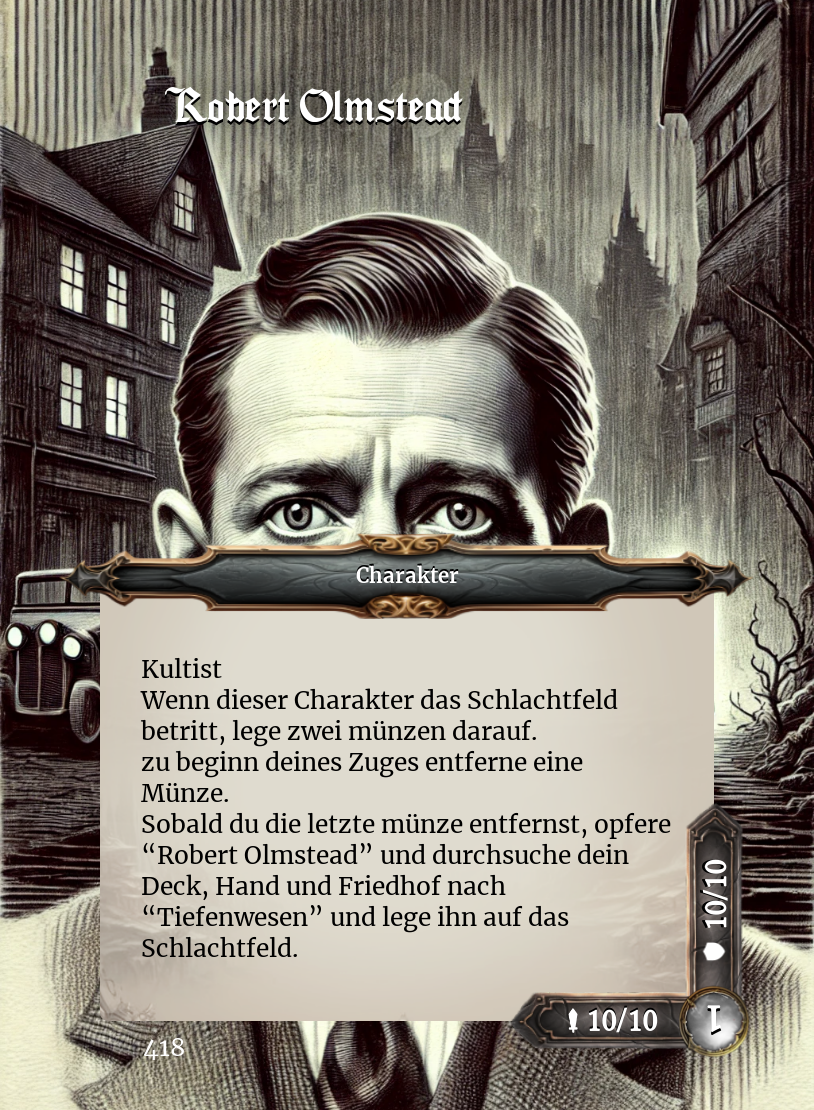 Robert Olmstead
Charakter
Kultist
Wenn dieser Charakter das Schlachtfeld
betritt, lege zwei münzen darauf.
zu beginn deines Zuges entferne eine
Münze.
Sobald du die letzte münze entfernst, opfere
“Robert Olmstead” und durchsuche dein
Deck, Hand und Friedhof nach
“Tiefenwesen” und lege ihn auf das
Schlachtfeld.
10/10
10/10
1
418